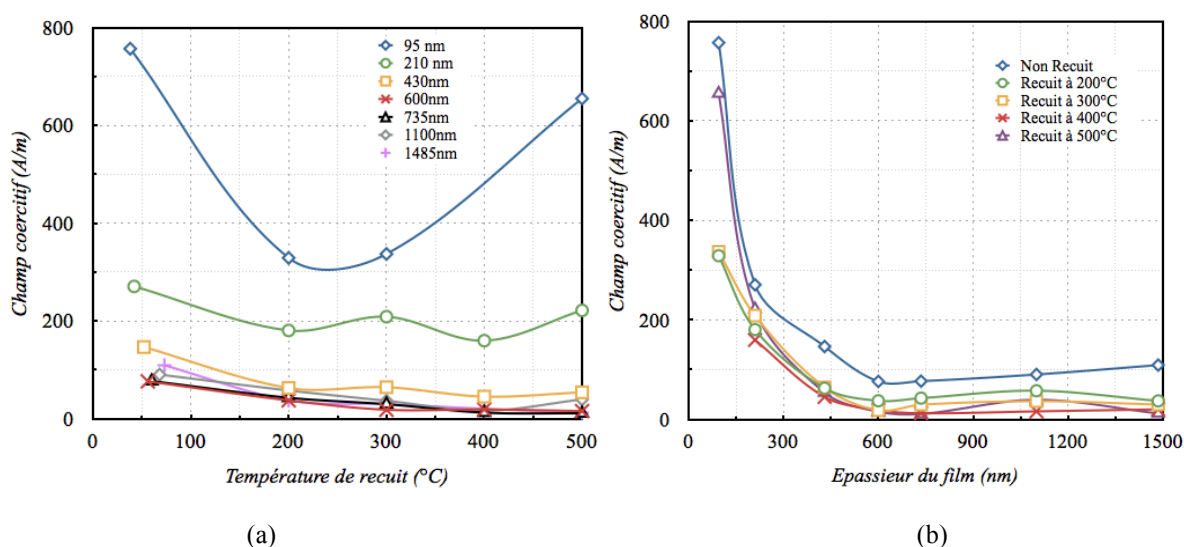 800
600
400
200
0
Champ coercitif (A/m)
0
100
200
300
400
500
Température de recuit (°C)
95 nm
210 nm
430nm
600nm
735nm
1100nm
1485nm
(a)
800
600
400
200
0
Champ coercitif (A/m)
0
300
600
900
1200
1500
Epassieur du film (nm)
Non Recuit
Recuit à 200°C
Recuit à 300°C
Recuit à 400°C
Recuit à 500°C
(b)